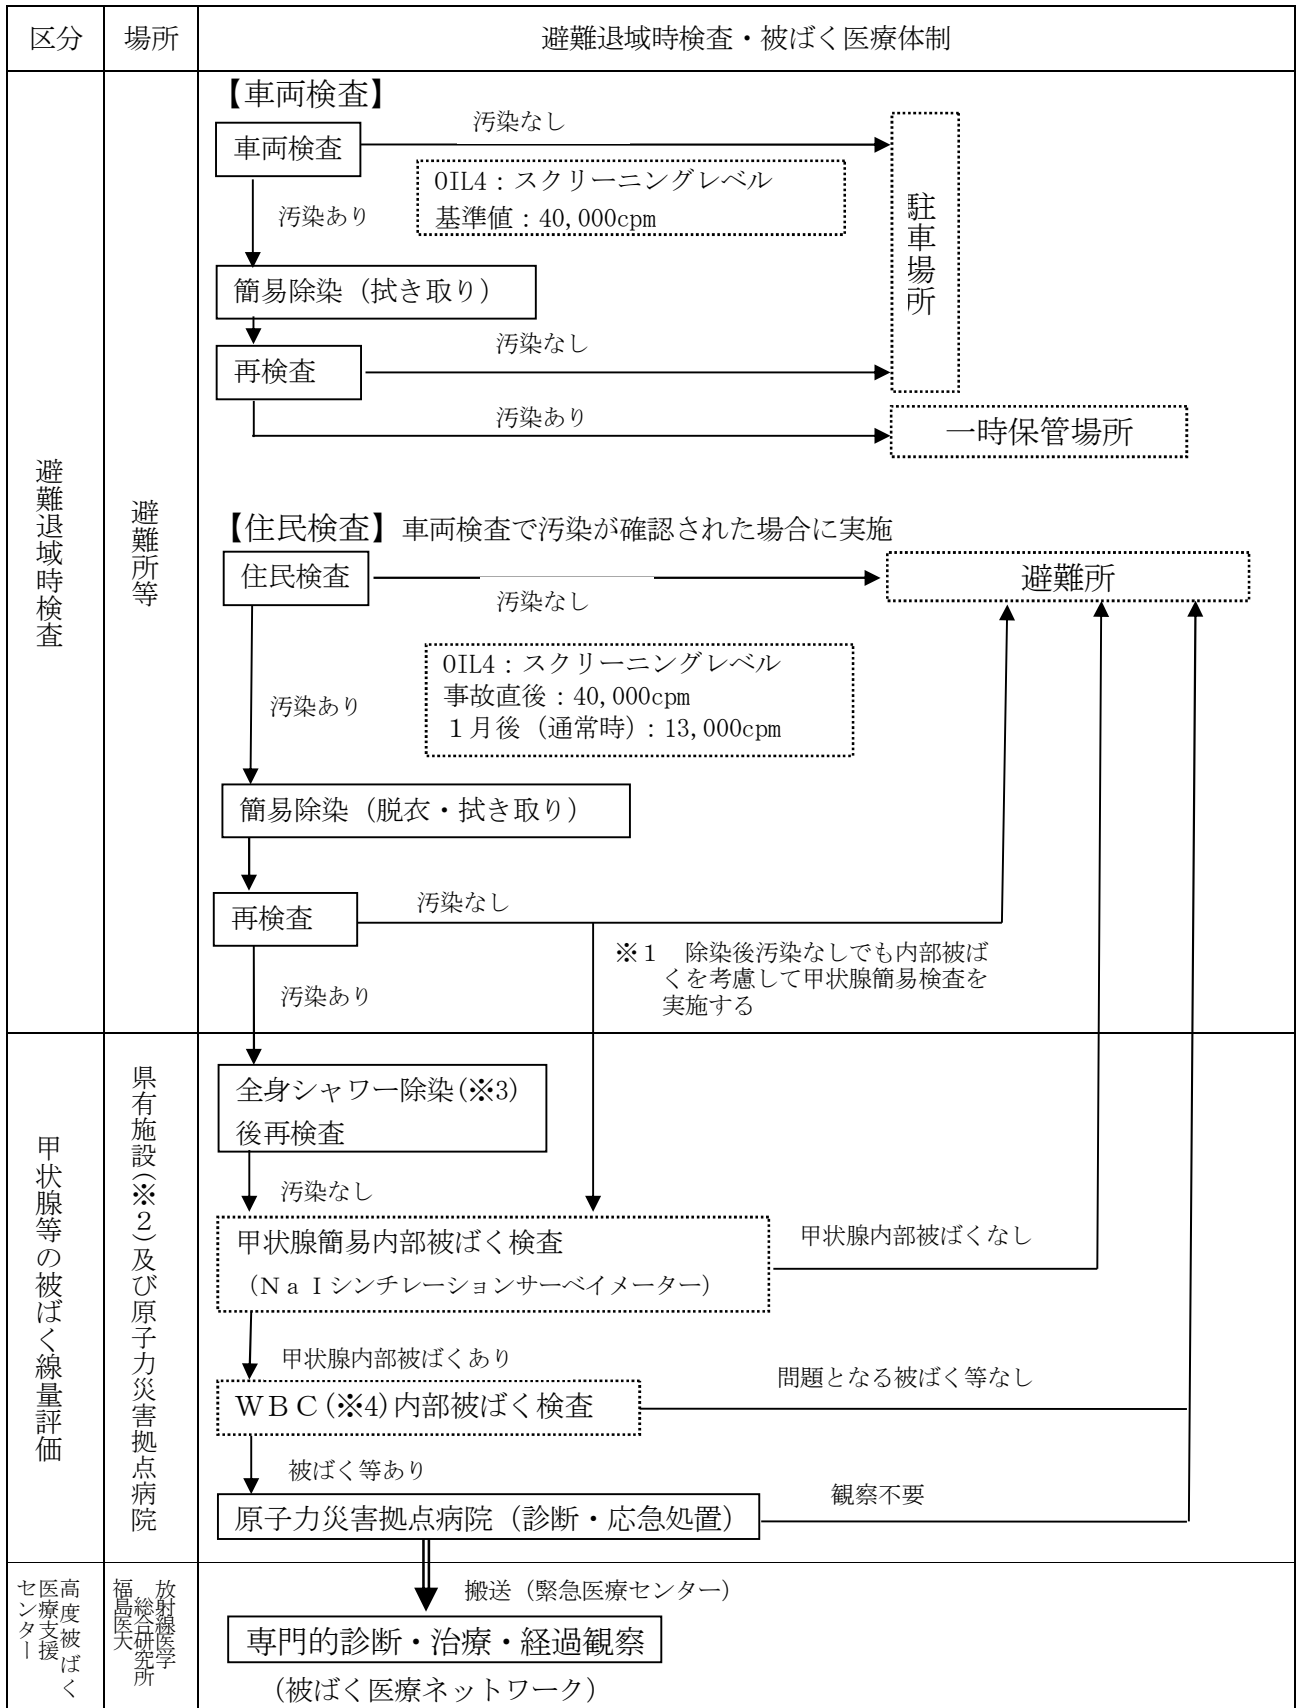 区分
場所
避難退域時検査・被ばく医療体制
避難退域時検査
避難所等
【車両検査】
汚染なし
車両検査
OIL4：スクリーニングレベル
基準値：40,000cpm
汚染あり
駐車場所
簡易除染（拭き取り）
汚染なし
再検査
汚染あり
一時保管場所
【住民検査】車両検査で汚染が確認された場合に実施
住民検査
汚染なし
避難所
OIL4：スクリーニングレベル
事故直後：40,000cpm
１月後（通常時）：13,000cpm
汚染あり
簡易除染（脱衣・拭き取り）
再検査
汚染なし
※１　除染後汚染なしでも内部被ば
くを考慮して甲状腺簡易検査を
実施する
汚染あり
甲状腺等の被ばく線量評価
県有施設（※２）及び原子力災害拠点病院
全身シャワー除染(※3)
後再検査
汚染なし
甲状腺簡易内部被ばく検査
（ＮａＩシンチレーションサーベイメーター）
甲状腺内部被ばくなし
甲状腺内部被ばくあり
ＷＢＣ(※4)内部被ばく検査
問題となる被ばく等なし
被ばく等あり
原子力災害拠点病院（診断・応急処置）
観察不要
高度被ばく
医療支援
センター
放射線医学
総合研究所
福島医大
搬送（緊急医療センター）
専門的診断・治療・経過観察
（被ばく医療ネットワーク）